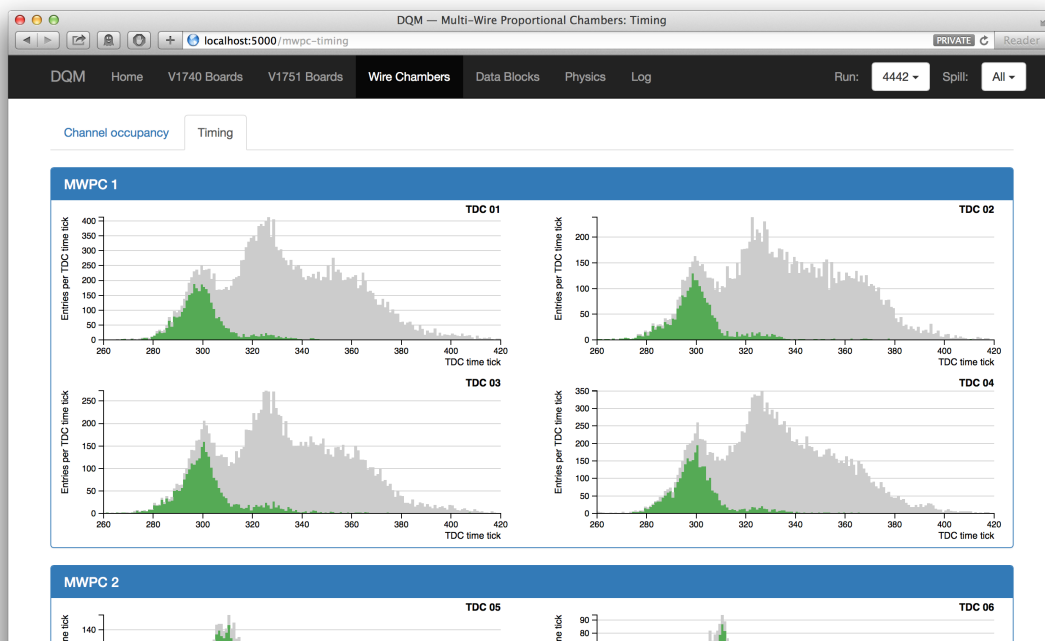 DQM — Multi-Wire Proportional Chambers: Timing
localhost:5000/mwpc-timing PRIVATE Reader
DQM Home V1740 Boards V1751 Boards Wire Chambers Data Blocks Physics Log Run: 4442 Spill: All
Channel occupancy Timing
MWPC 1
TDC 01
Entries per TDC time tick
400
350
300
250
200
150
100
50
0
260 280 300 320 340 360 380 400 420
TDC time tick
TDC 02
Entries per TDC time tick
200
150
100
50
0
260 280 300 320 340 360 380 400 420
TDC time tick
TDC 03
Entries per TDC time tick
250
200
150
100
50
0
260 280 300 320 340 360 380 400 420
TDC time tick
TDC 04
Entries per TDC time tick
350
300
250
200
150
100
50
0
260 280 300 320 340 360 380 400 420
TDC time tick
MWPC 2
TDC 05
me tick
140
TDC 06
me tick
90
80